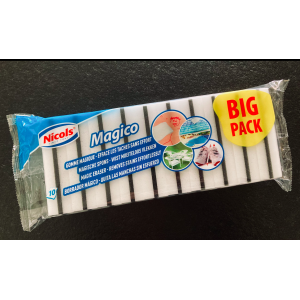 Nicols
Magico
BIG
PACK
GOMME MAGIQUE - EFFACE LES TACHES SANS EFFORT
MAGISCHE SPONS - WIST MOEITELOOS VLEKKEN
MAGIC ERASER - REMOVES STAINS EFFORTLESSLY
BORRADOR MÁGICO - QUITA LAS MANCHAS SIN ESFUERZO
10